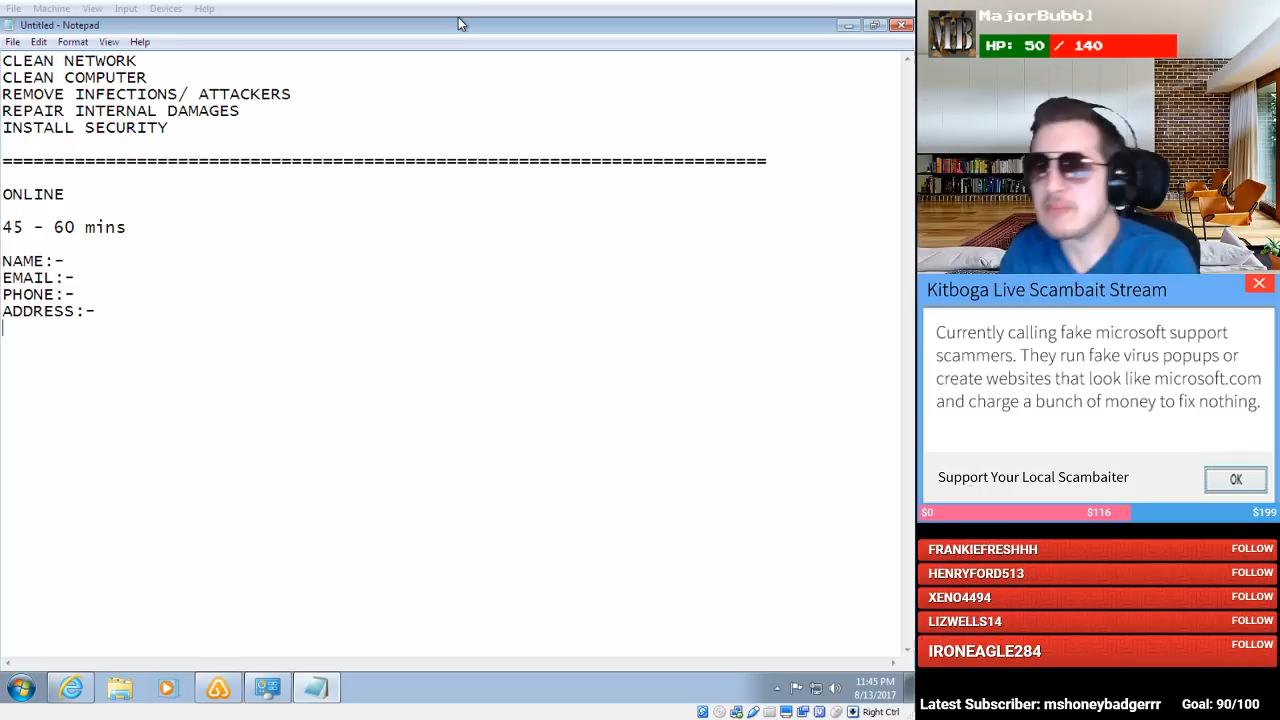 File Machine View Input Devices Help
Untitled - Notepad
File Edit Format View Help
CLEAN NETWORK
CLEAN COMPUTER
REMOVE INFECTIONS/ ATTACKERS
REPAIR INTERNAL DAMAGES
INSTALL SECURITY
==========================================================================
ONLINE
45 - 60 mins
NAME:-
EMAIL:-
PHONE:-
ADDRESS:-
11:45 PM
8/13/2017
Right Ctrl
MajorBubbl
MB
HP: 50 / 140
Kitboga Live Scambait Stream
Currently calling fake microsoft support
scammers. They run fake virus popups or
create websites that look like microsoft.com
and charge a bunch of money to fix nothing.
Support Your Local Scambaiter
OK
$0 $116 $199
FRANKIEFRESHHH FOLLOW
HENRYFORD513 FOLLOW
XENO4494 FOLLOW
LIZWELLS14 FOLLOW
IRONEAGLE284 FOLLOW
Latest Subscriber: mshoneybadgerrr Goal: 90/100